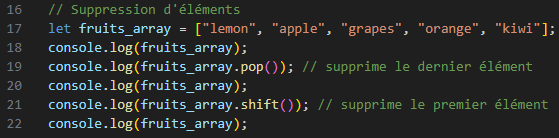 16 // Suppression d'éléments
17 let fruits_array = ["lemon", "apple", "grapes", "orange", "kiwi"];
18 console.log(fruits_array);
19 console.log(fruits_array.pop()); // supprime le dernier élément
20 console.log(fruits_array);
21 console.log(fruits_array.shift()); // supprime le premier élément
22 console.log(fruits_array);